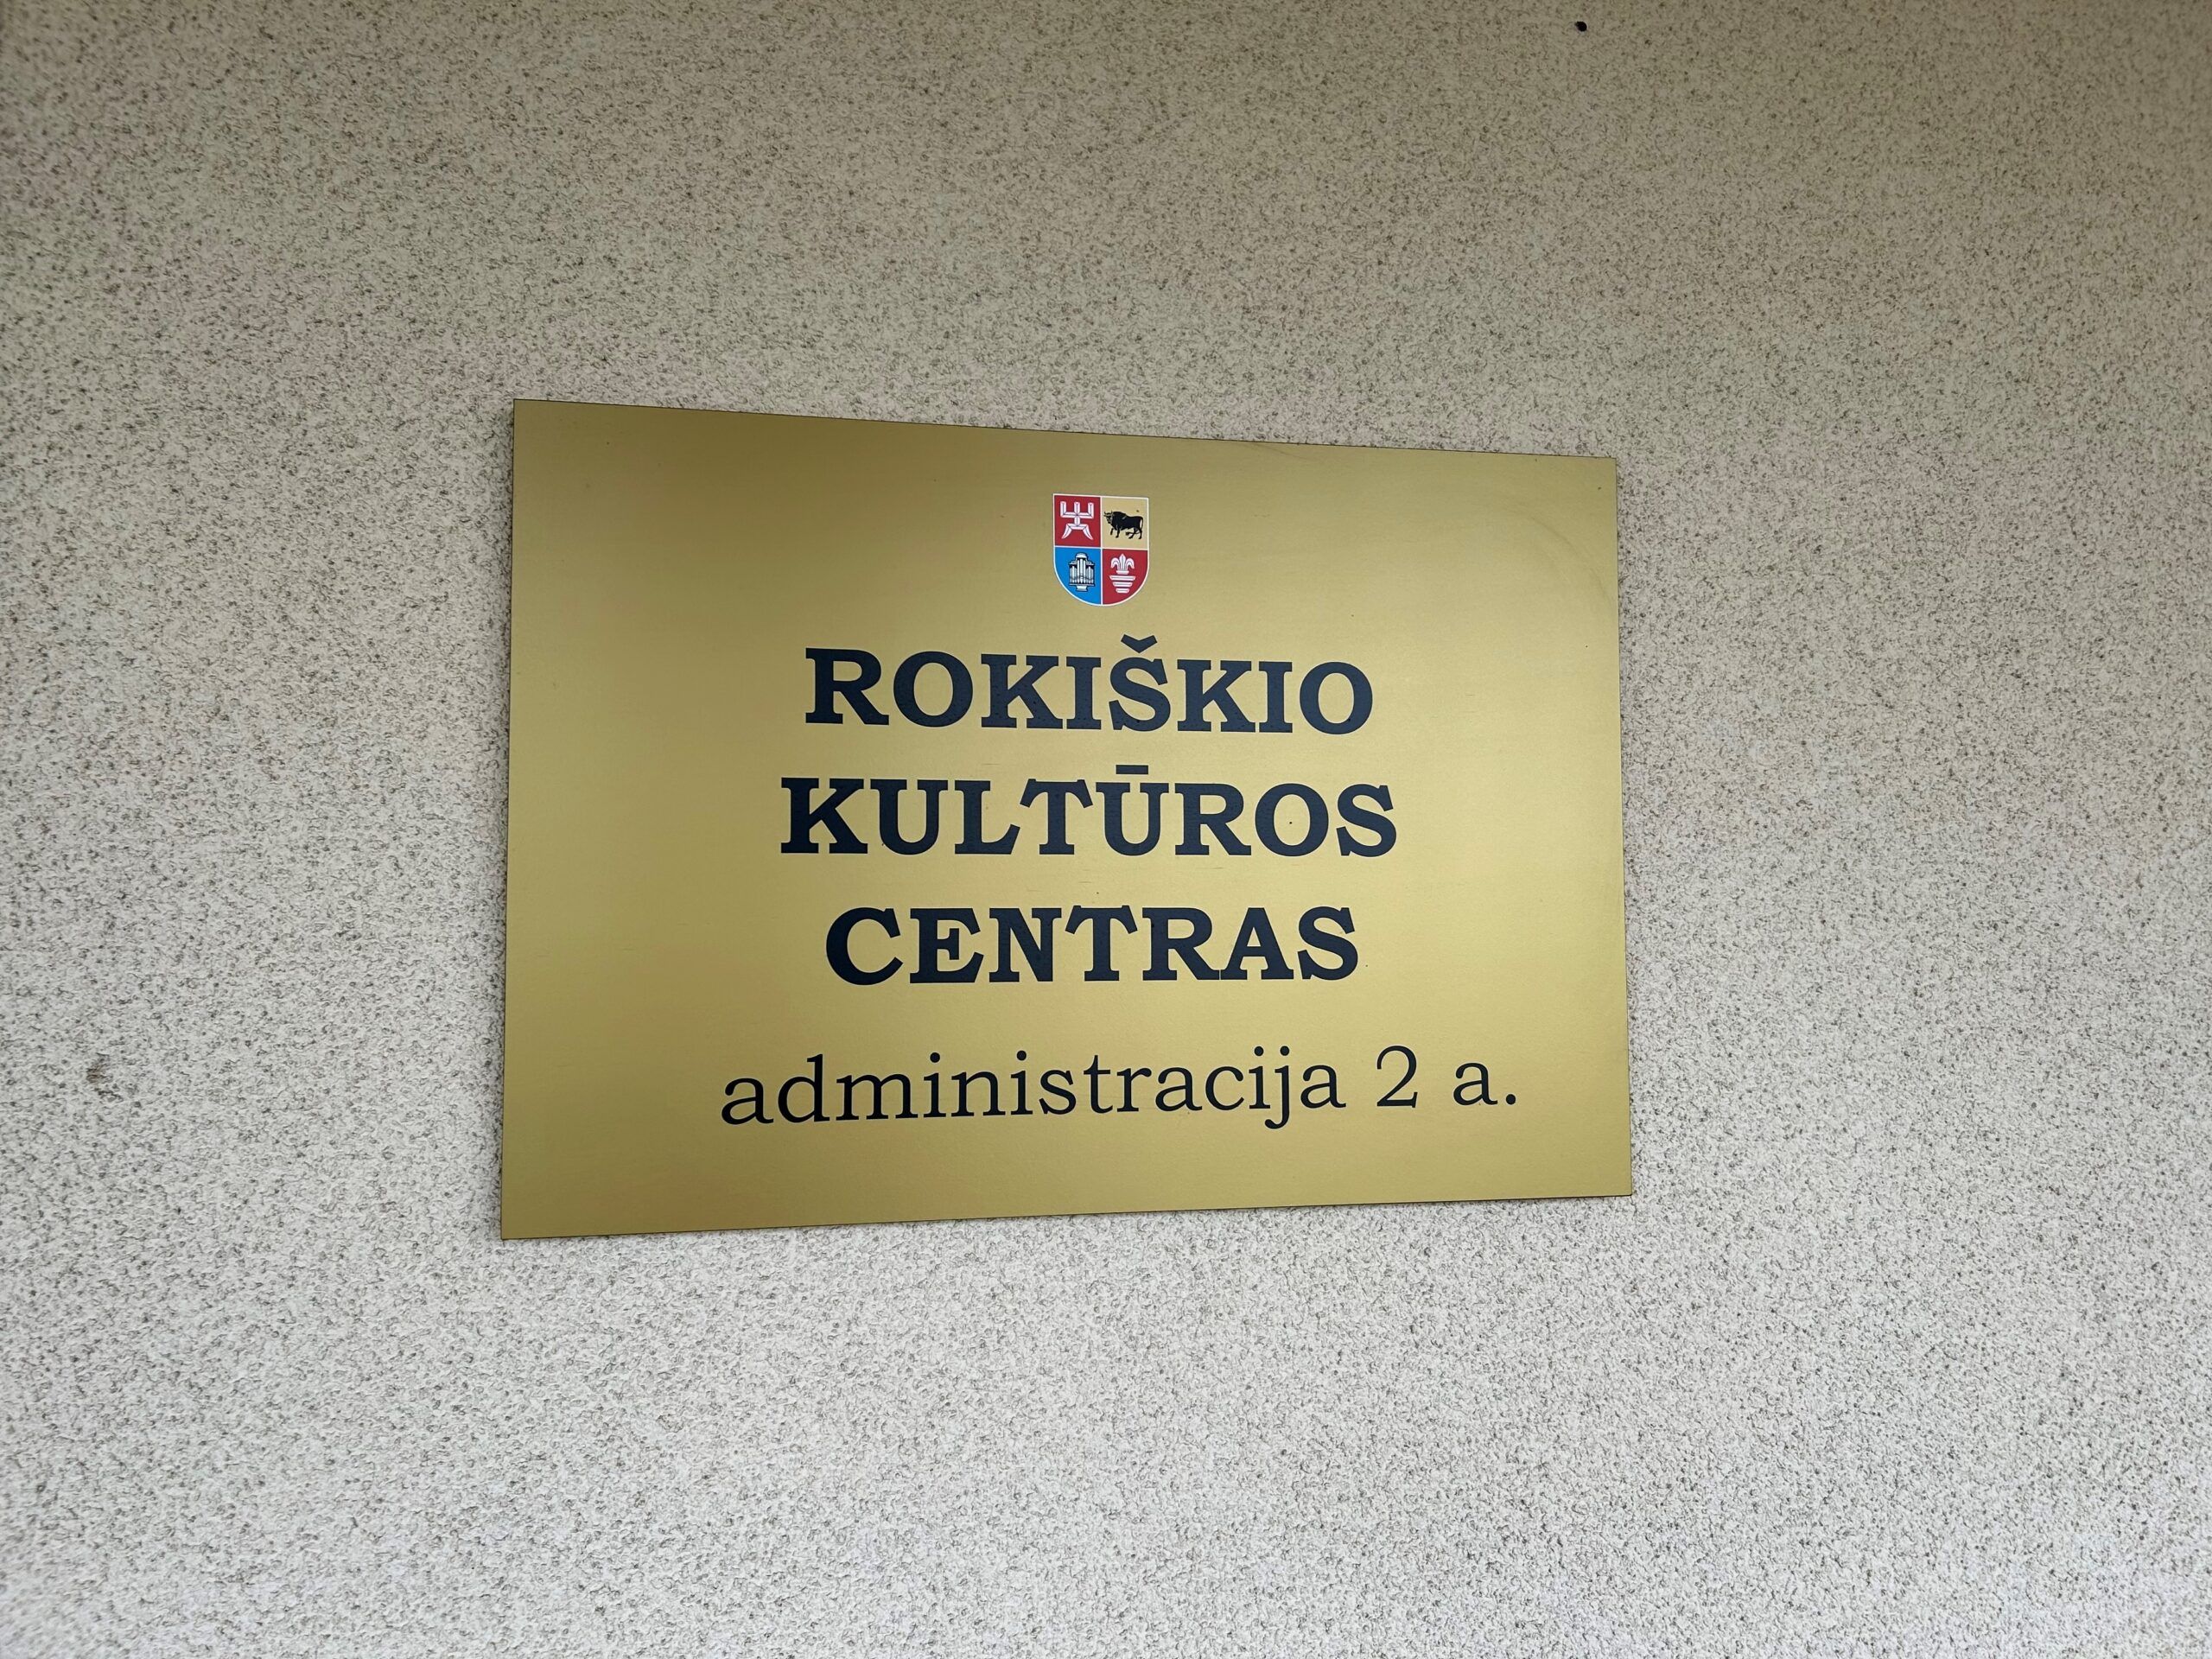 ROKIŠKIO
KULTŪROS
CENTRAS
administracija 2 a.